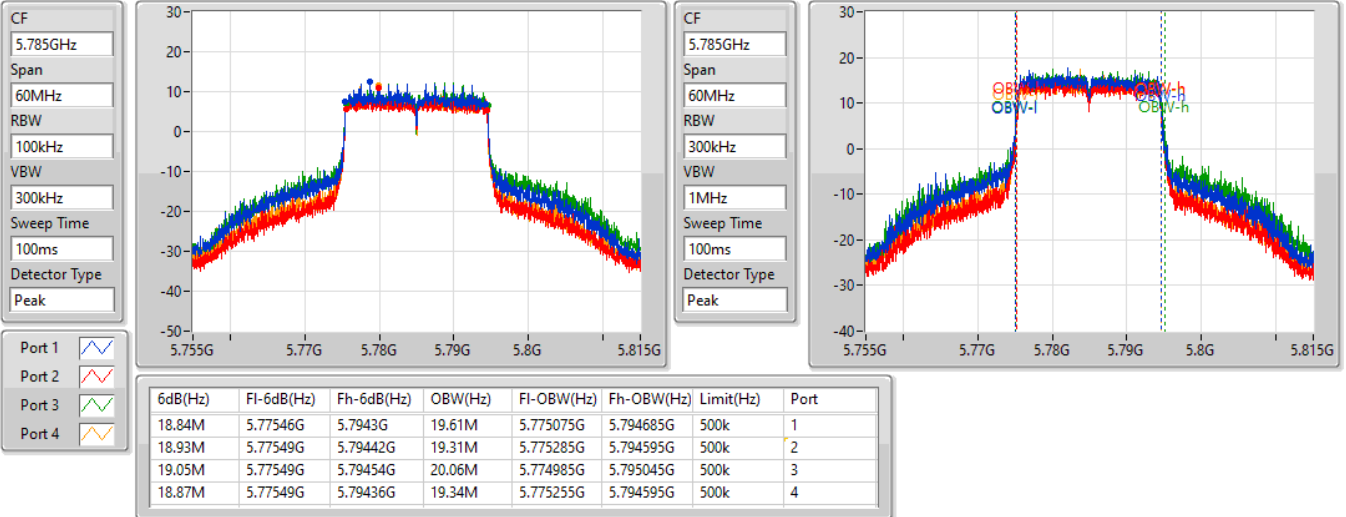 CF
5.785GHz
Span
60MHz
RBW
100kHz
VBW
300kHz
Sweep Time
100ms
Detector Type
Peak
30
20
10
0
-10
-20
-30
-40
-50
5.755G 5.77G 5.78G 5.79G 5.8G 5.815G
CF
5.785GHz
Span
60MHz
RBW
300kHz
VBW
1MHz
Sweep Time
100ms
Detector Type
Peak
30
20
10
0
-10
-20
-30
-40
OBW-l
OBW-h
OBW-h
5.755G 5.77G 5.78G 5.79G 5.8G 5.815G
Port 1
Port 2
Port 3
Port 4
6dB(Hz) Fl-6dB(Hz) Fh-6dB(Hz) OBW(Hz) Fl-OBW(Hz) Fh-OBW(Hz) Limit(Hz) Port
18.84M 5.77546G 5.7943G 19.61M 5.775075G 5.794685G 500k 1
18.93M 5.77549G 5.79442G 19.31M 5.775285G 5.794595G 500k 2
19.05M 5.77549G 5.79454G 20.06M 5.774985G 5.795045G 500k 3
18.87M 5.77549G 5.79436G 19.34M 5.775255G 5.794595G 500k 4